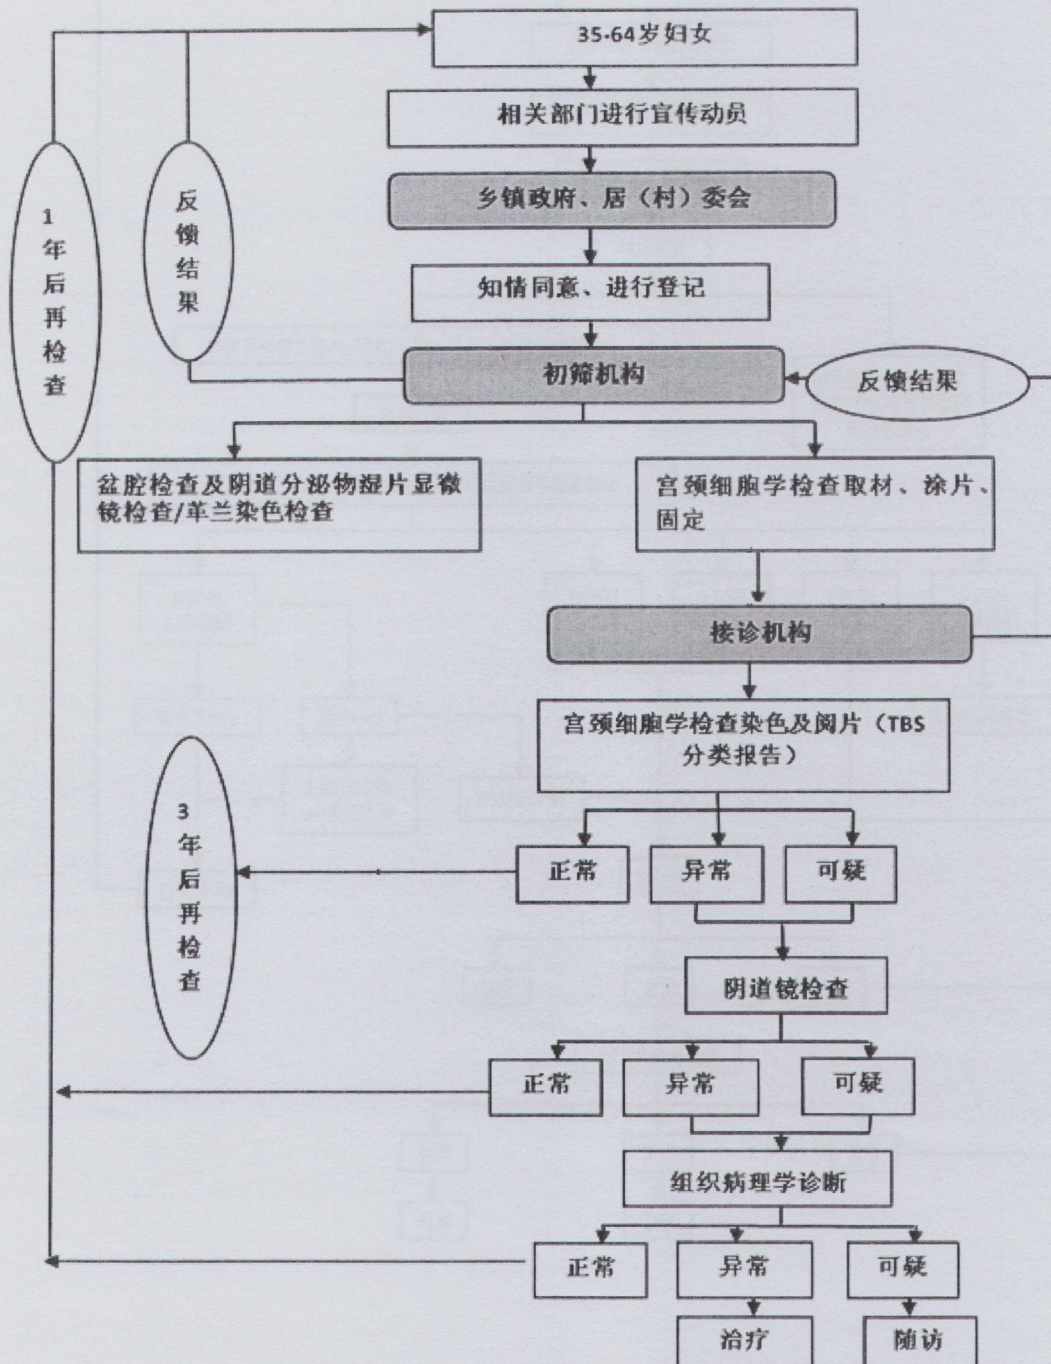 35-64岁妇女
相关部门进行宣传动员
乡镇政府、居（村）委会
知情同意、进行登记
初筛机构
反馈结果
反
馈
结
果
1
年
后
再
检
查
盆腔检查及阴道分泌物湿片显微
镜检查/革兰染色检查
宫颈细胞学检查取材、涂片、
固定
接诊机构
宫颈细胞学检查染色及阅片（TBS
分类报告）
3
年
后
再
检
查
正常
异常
可疑
阴道镜检查
正常
异常
可疑
组织病理学诊断
正常
异常
可疑
治疗
随访